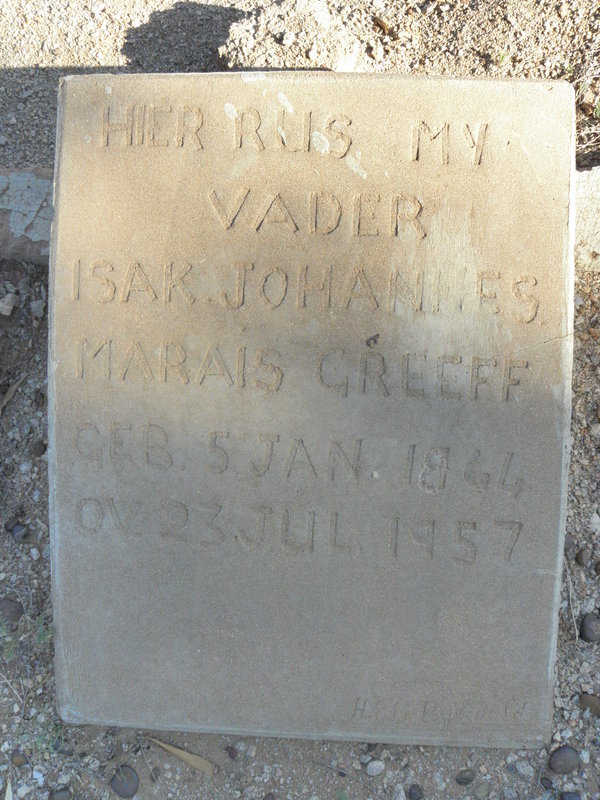 HIER RUS MY
VADER
ISAK. JOHANNES.
MARAIS GREEFF
GEB. 5 JAN. 1844
OV. 23. JUL. 1957